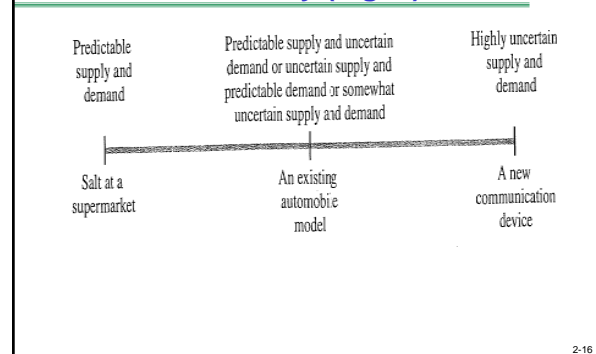 Predictable
supply and
demand
Predictable supply and uncertain
demand or uncertain supply and
predictable demand or somewhat
uncertain supply and demand
Highly uncertain
supply and
demand
Salt at a
supermarket
An existing
automobile
model
A new
communication
device
2-16